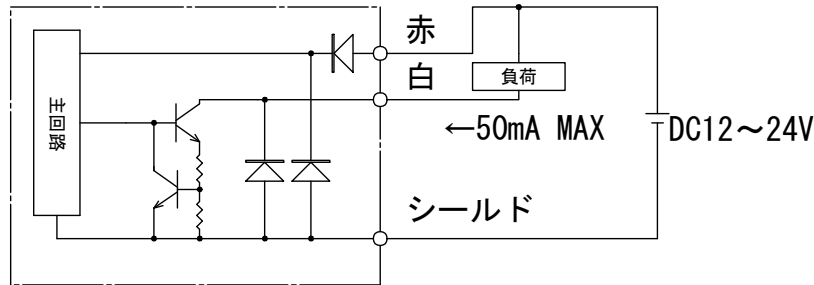 赤
白
負荷
主回路
←50mA MAX
DC12～24V
シールド